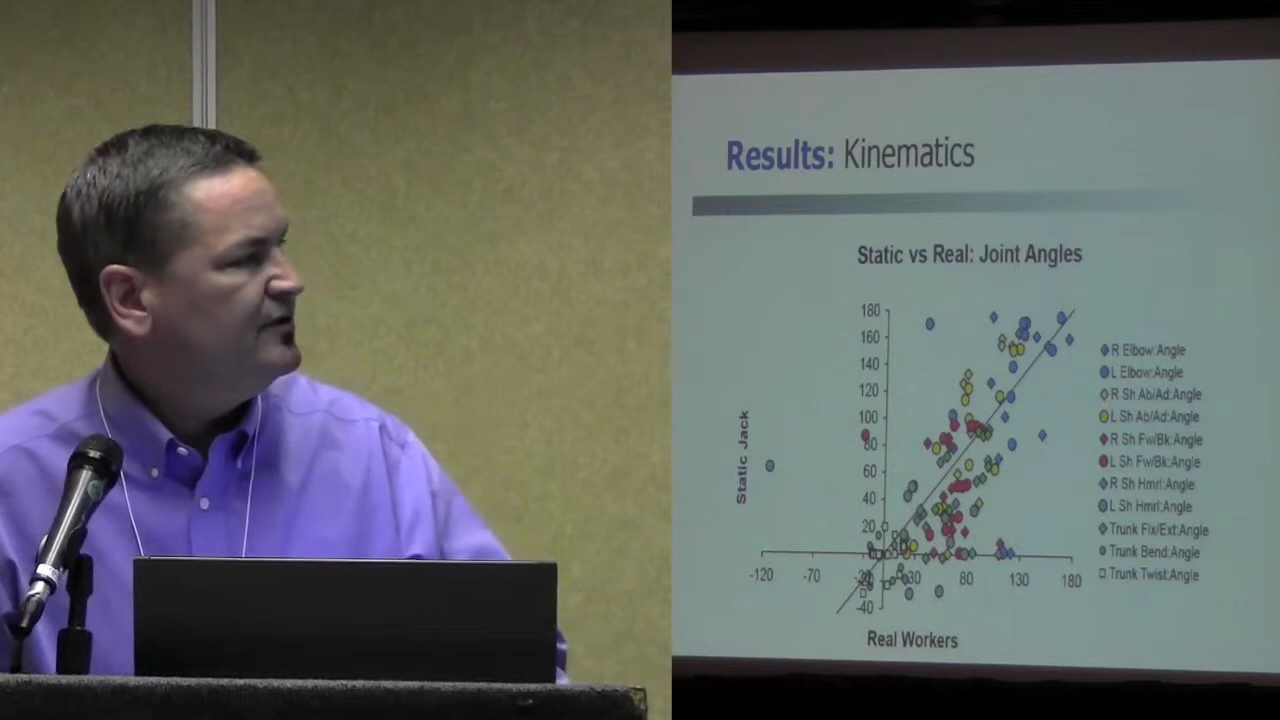 Results: Kinematics
Static vs Real: Joint Angles
180
160
140
120
100
80
60
40
20
-20
-40
-120
-70
30
80
130
180
Static Jack
Real Workers
R Elbow:Angle
L Elbow:Angle
R Sh Ab/Ad:Angle
L Sh Ab/Ad:Angle
R Sh Fw/Bk:Angle
L Sh Fw/Bk:Angle
R Sh Hmrl:Angle
L Sh Hmrl:Angle
Trunk Flx/Ext:Angle
Trunk Bend:Angle
Trunk Twist:Angle